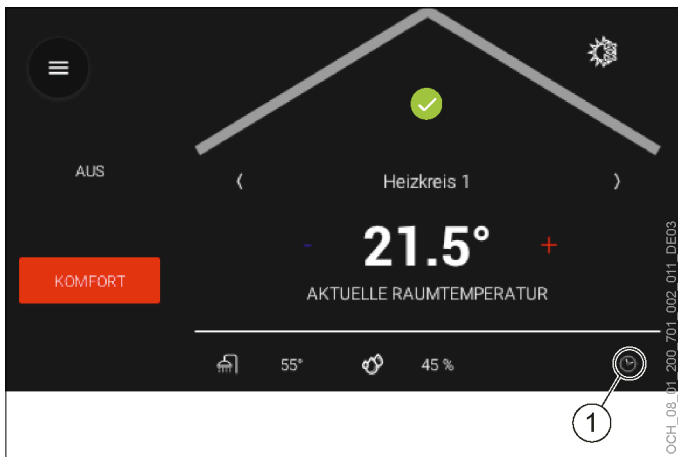 AUS
Heizkreis 1
- 21.5° +
KOMFORT
AKTUELLE RAUMTEMPERATUR
55° 45 %
1
OCH_08_01_200_701_002_011_DE03